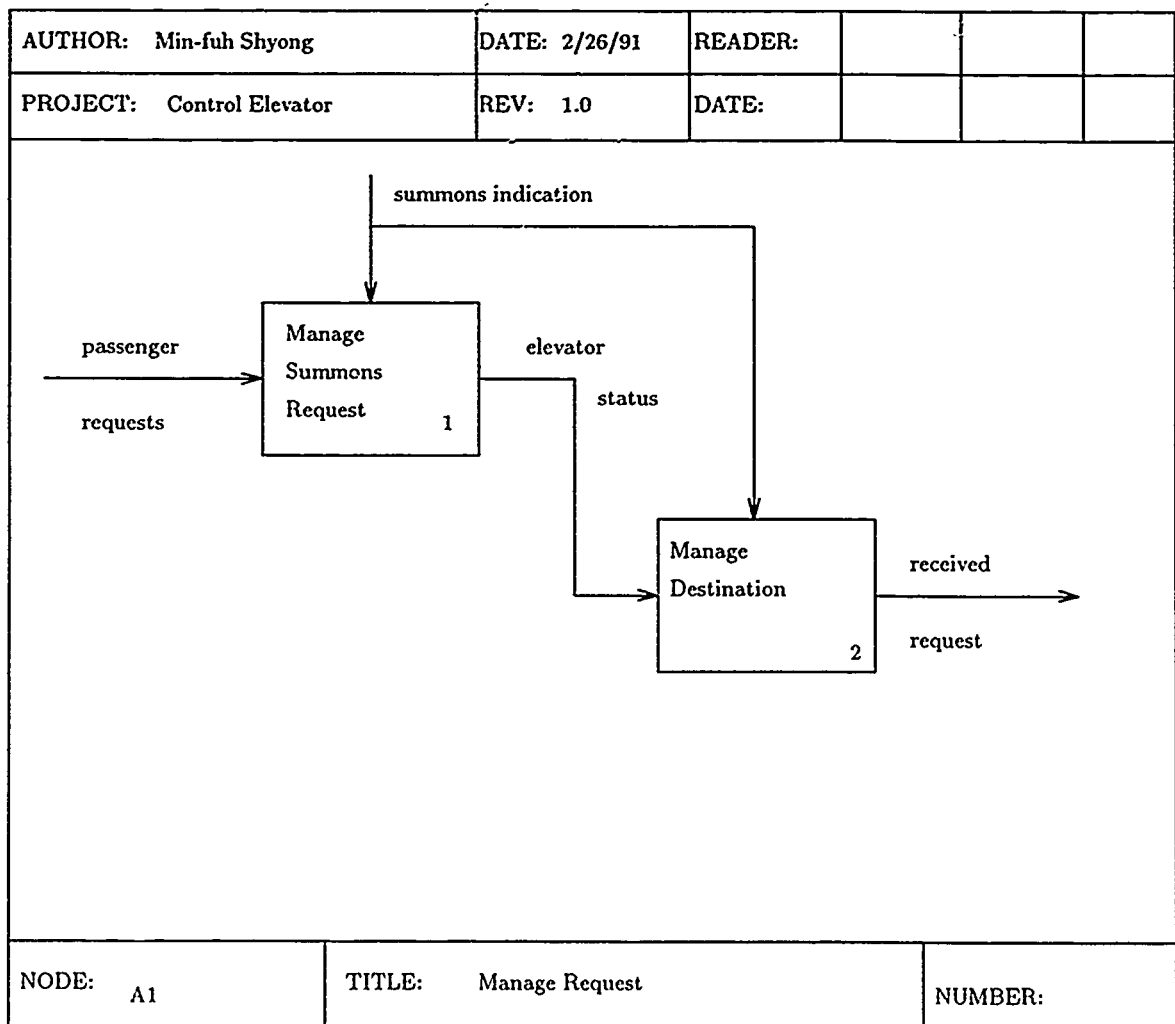 AUTHOR: Min-fuh Shyong DATE: 2/26/91 READER:
PROJECT: Control Elevator REV: 1.0 DATE:
summons indication
passenger
requests
Manage
Summons
Request
1
elevator
status
Manage
Destination
2
received
request
NODE: A1 TITLE: Manage Request NUMBER: